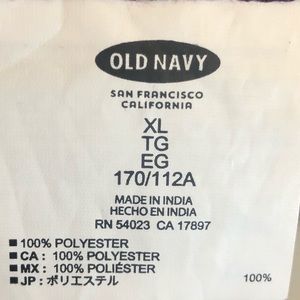 OLD NAVY
SAN FRANCISCO
CALIFORNIA
XL
TG
EG
170/112A
MADE IN INDIA
HECHO EN INDIA
RN 54023 CA 17897
■ 100% POLYESTER
■ CA : 100% POLYESTER
■ MX : 100% POLIÉSTER
■ JP : ポリエステル 100%